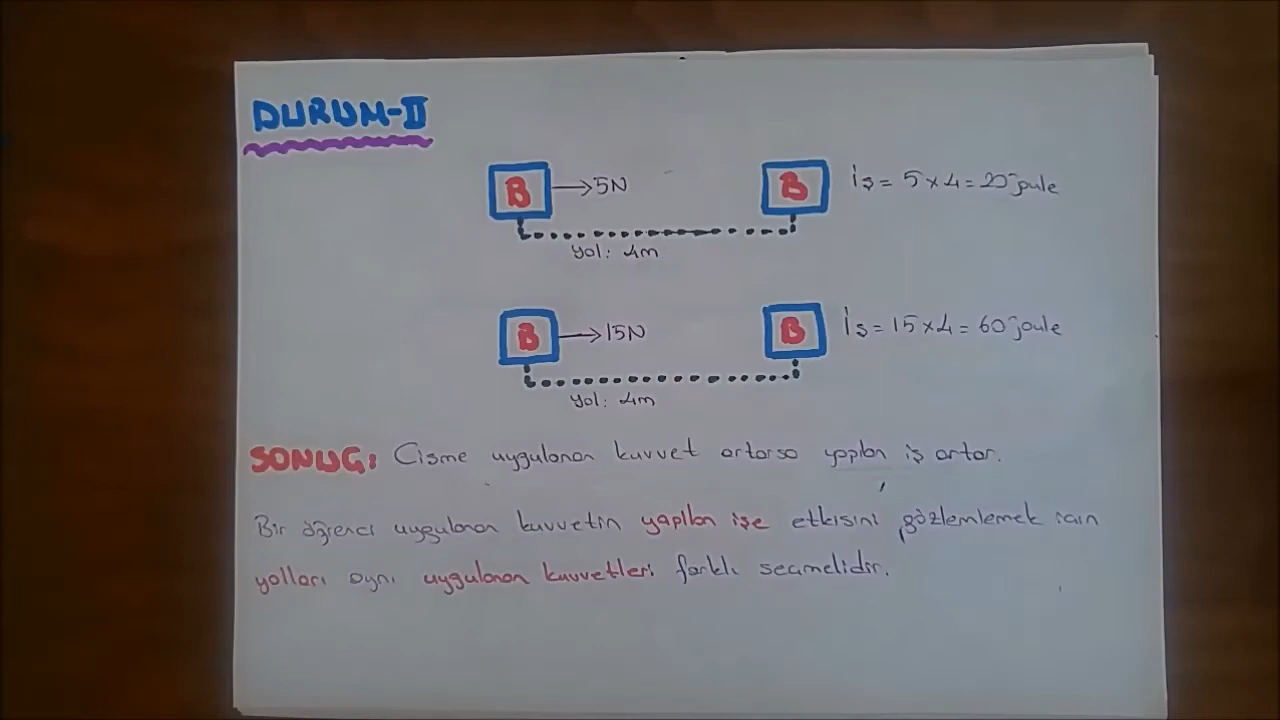 DURUM-II
B → 5N B İş = 5 x 4 = 20 joule
yol: 4m
B → 15N B İş = 15 x 4 = 60 joule
yol: 4m
SONUÇ: Cisme uygulanan kuvvet artarsa yapılan iş artar.
Bir öğrenci uygulanan kuvvetin yapılan işe etkisini gözlemlemek için
yolları aynı uygulanan kuvvetleri farklı seçmelidir.